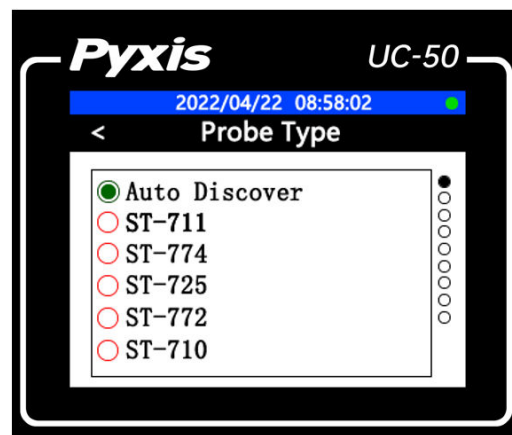 Pyxis UC-50
2022/04/22 08:58:02
< Probe Type
Auto Discover
ST-711
ST-774
ST-725
ST-772
ST-710